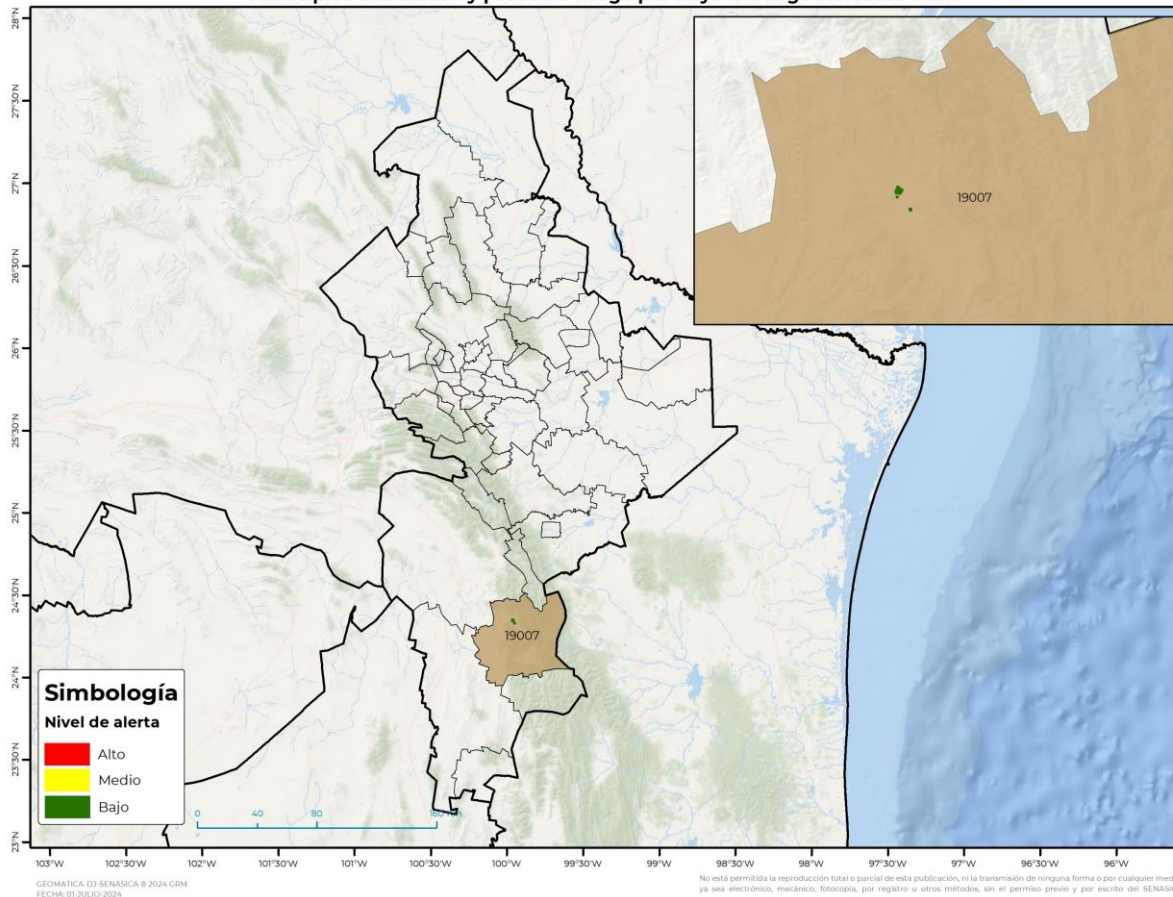 28°N
27°30'N
27°N
26°30'N
26°N
25°30'N
25°N
24°30'N
24°N
23°30'N
23°N
19007
19007
Simbología
Nivel de alerta
Alto
Medio
Bajo
0 40 80 160
103°W 102°30'W 102°W 101°30'W 101°W 100°30'W 100°W 99°30'W 99°W 98°30'W 98°W 97°30'W 97°W 96°30'W 96°W
GEOMATICA-DJ-SENASICA ® 2024 GRM
FECHA: 01-JULIO-2024
No está permitida la reproducción total o parcial de esta publicación, ni la transmisión de ninguna forma o por cualquier med
ya sea electrónico, mecánico, fotocopia, por registro u otros métodos, sin el permiso previo y por escrito del SENASI